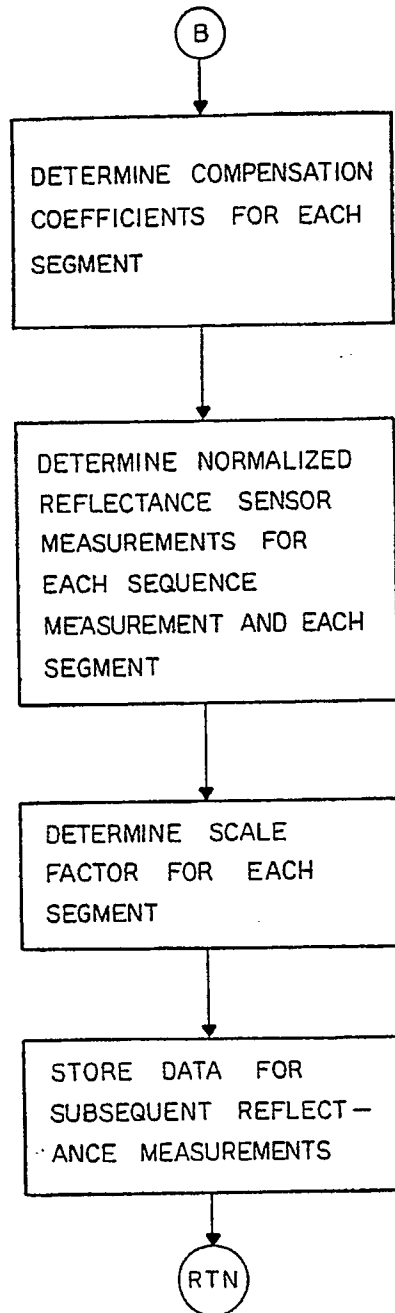 B
DETERMINE COMPENSATION
COEFFICIENTS FOR EACH
SEGMENT
DETERMINE NORMALIZED
REFLECTANCE SENSOR
MEASUREMENTS FOR
EACH SEQUENCE
MEASUREMENT AND EACH
SEGMENT
DETERMINE SCALE
FACTOR FOR EACH
SEGMENT
STORE DATA FOR
SUBSEQUENT REFLECT-
ANCE MEASUREMENTS
RTN